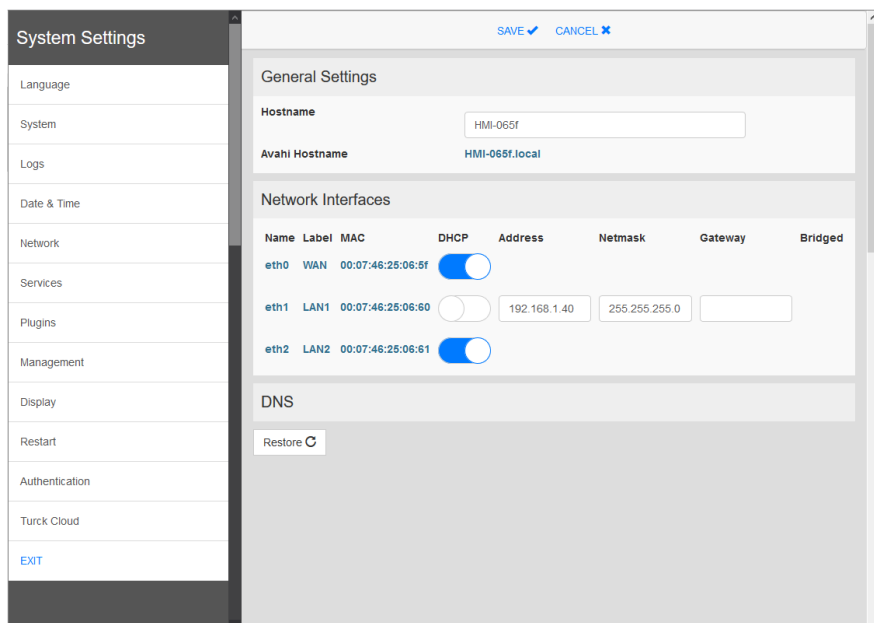 System Settings
Language
System
Logs
Date & Time
Network
Services
Plugins
Management
Display
Restart
Authentication
Turck Cloud
EXIT
SAVE CANCEL
General Settings
Hostname HMI-065f
Avahi Hostname HMI-065f.local
Network Interfaces
Name Label MAC DHCP Address Netmask Gateway Bridged
eth0 WAN 00:07:46:25:06:5f
eth1 LAN1 00:07:46:25:06:60 192.168.1.40 255.255.255.0
eth2 LAN2 00:07:46:25:06:61
DNS
Restore